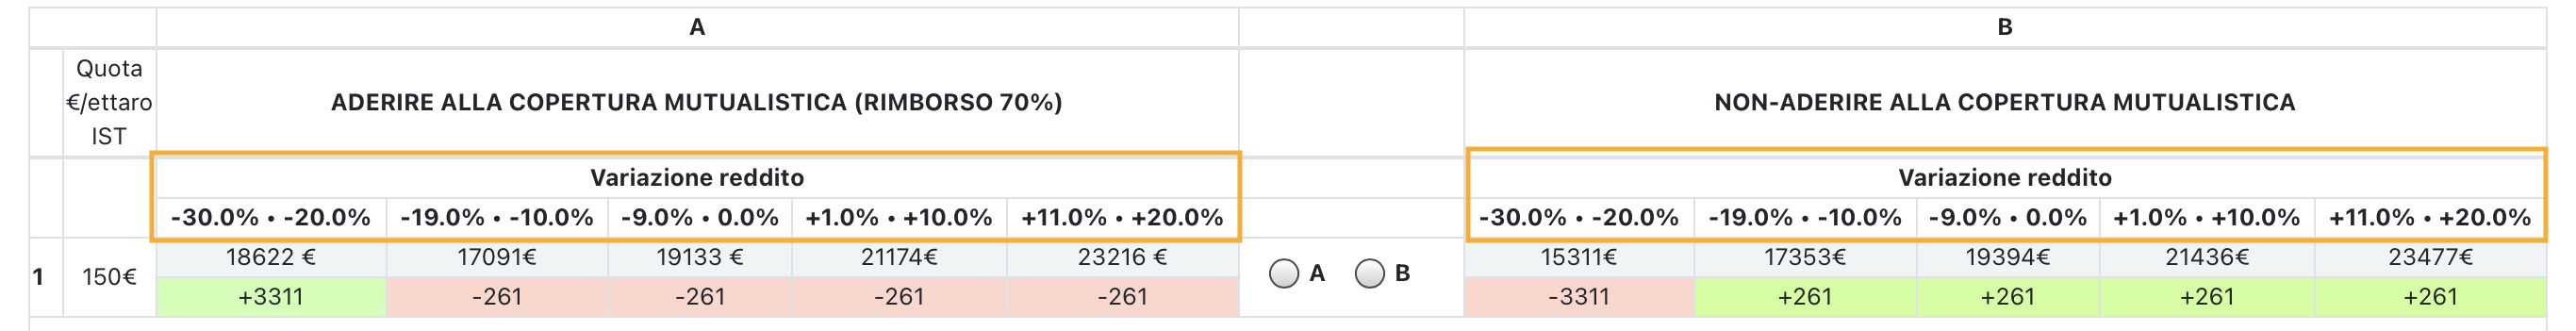 A B
Quota
€/ettaro
IST
ADERIRE ALLA COPERTURA MUTUALISTICA (RIMBORSO 70%) NON-ADERIRE ALLA COPERTURA MUTUALISTICA
Variazione reddito Variazione reddito
-30.0% • -20.0% -19.0% • -10.0% -9.0% • 0.0% +1.0% • +10.0% +11.0% • +20.0% -30.0% • -20.0% -19.0% • -10.0% -9.0% • 0.0% +1.0% • +10.0% +11.0% • +20.0%
18622 € 17091€ 19133 € 21174€ 23216 € 15311€ 17353€ 19394€ 21436€ 23477€
1 150€ A B
+3311 -261 -261 -261 -261 -3311 +261 +261 +261 +261